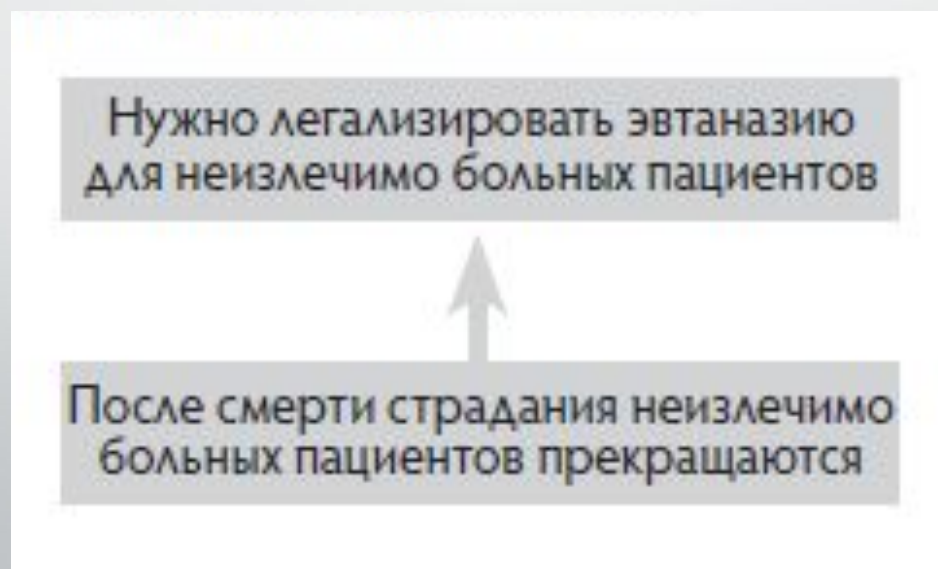 Нужно легализировать эвтаназию
для неизлечимо больных пациентов
После смерти страдания неизлечимо
больных пациентов прекращаются